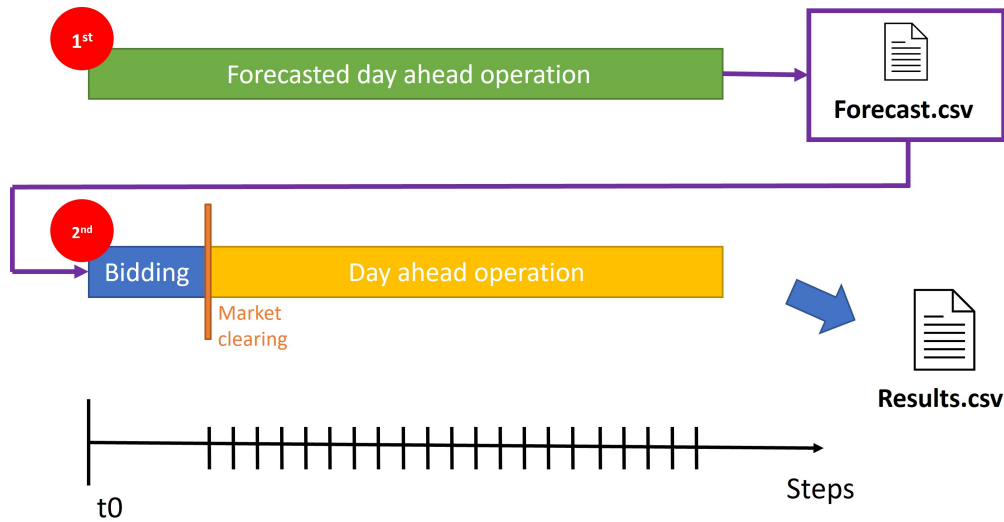 1st
Forecasted day ahead operation
Forecast.csv
2nd
Bidding
Day ahead operation
Market
clearing
Results.csv
Steps
t0